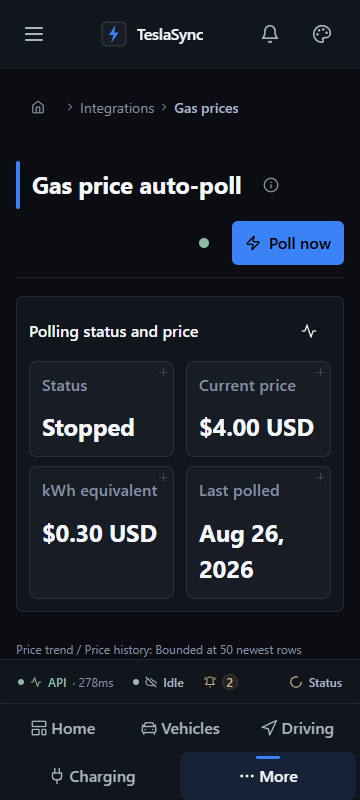 TeslaSync
Integrations
Gas prices
Gas price auto-poll
Poll now
Polling status and price
Status
Stopped
Current price
$4.00 USD
kWh equivalent
$0.30 USD
Last polled
Aug 26,
2026
Price trend / Price history: Bounded at 50 newest rows
API · 278ms
Idle
2
Status
Home
Vehicles
Driving
Charging
More